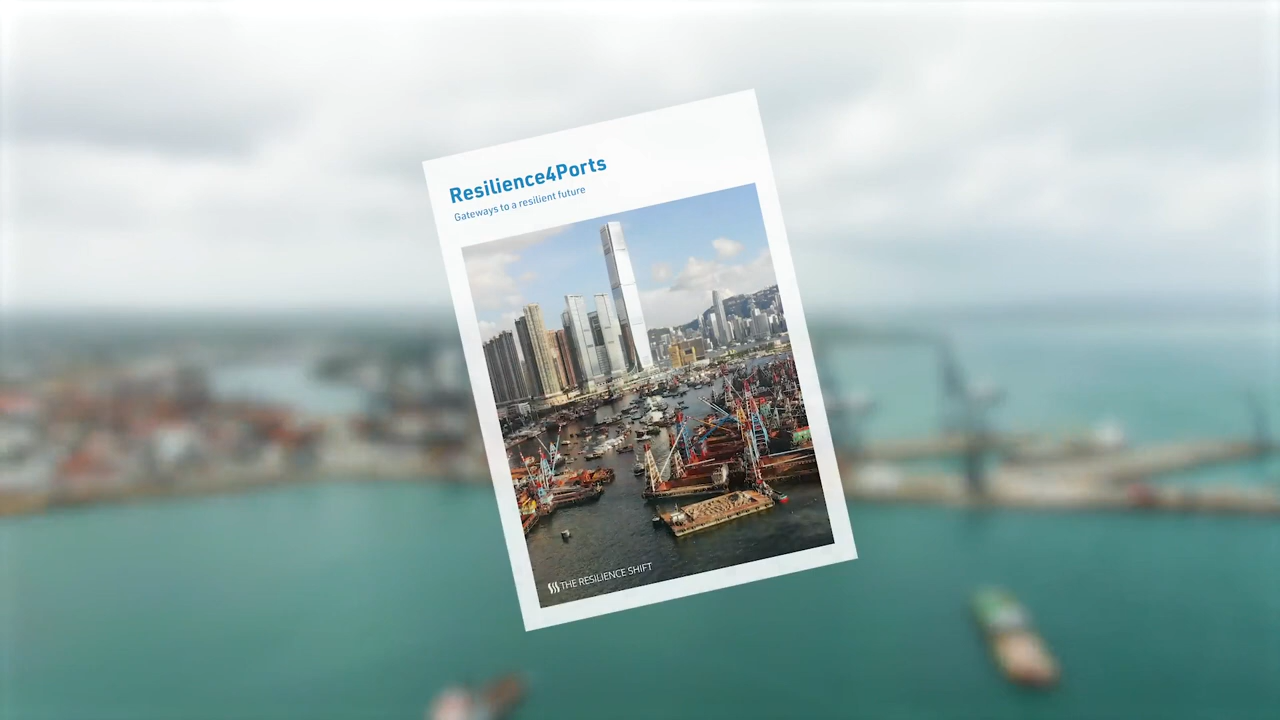 Resilience4Ports
Gateways to a resilient future
THE RESILIENCE SHIFT